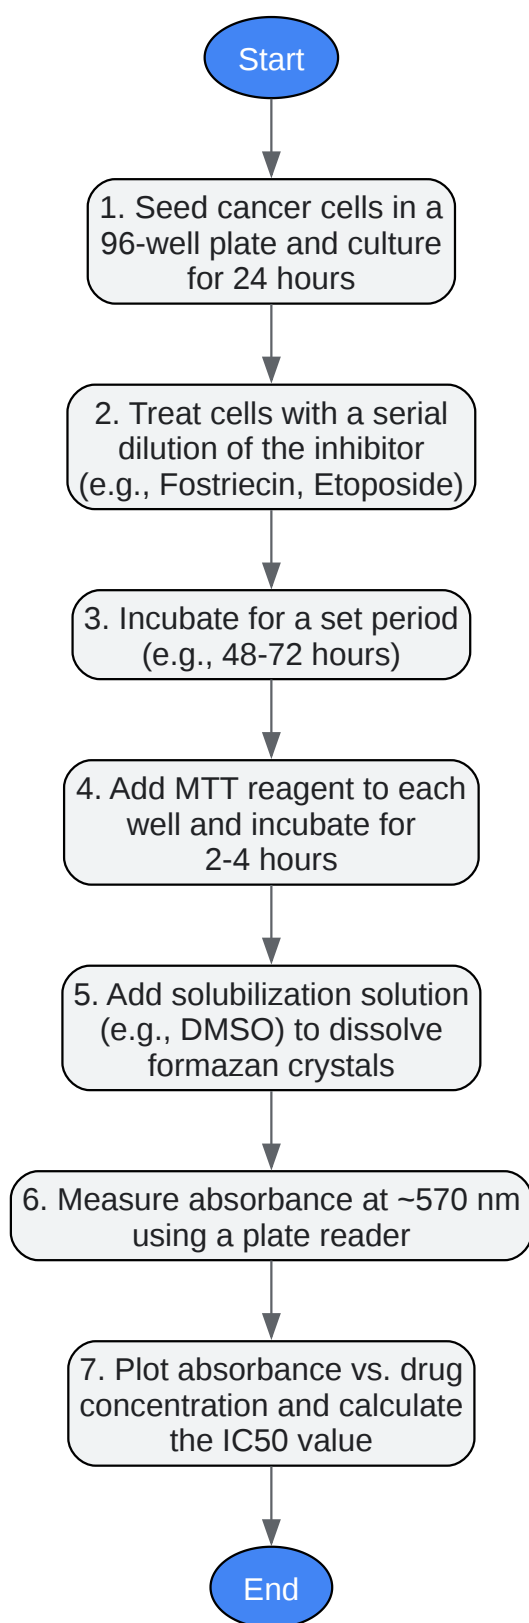 Start
1. Seed cancer cells in a
96-well plate and culture
for 24 hours
2. Treat cells with a serial
dilution of the inhibitor
(e.g., Fostriecin, Etoposide)
3. Incubate for a set period
(e.g., 48-72 hours)
4. Add MTT reagent to each
well and incubate for
2-4 hours
5. Add solubilization solution
(e.g., DMSO) to dissolve
formazan crystals
6. Measure absorbance at ~570 nm
using a plate reader
7. Plot absorbance vs. drug
concentration and calculate
the IC50 value
End